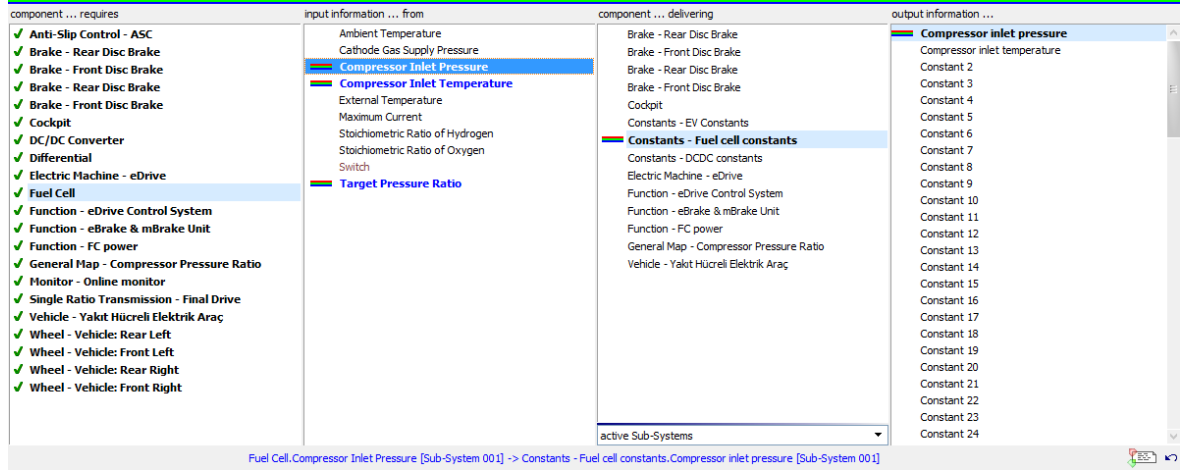 component ... requires
Anti-Slip Control - ASC
Brake - Rear Disc Brake
Brake - Front Disc Brake
Brake - Rear Disc Brake
Brake - Front Disc Brake
Cockpit
DC/DC Converter
Differential
Electric Machine - eDrive
Fuel Cell
Function - eDrive Control System
Function - eBrake & mBrake Unit
Function - FC power
General Map - Compressor Pressure Ratio
Monitor - Online monitor
Single Ratio Transmission - Final Drive
Vehicle - Yakıt Hücreli Elektrik Araç
Wheel - Vehicle: Rear Left
Wheel - Vehicle: Front Left
Wheel - Vehicle: Rear Right
Wheel - Vehicle: Front Right
input information ... from
Ambient Temperature
Cathode Gas Supply Pressure
Compressor Inlet Pressure
Compressor Inlet Temperature
External Temperature
Maximum Current
Stoichiometric Ratio of Hydrogen
Stoichiometric Ratio of Oxygen
Switch
Target Pressure Ratio
component ... delivering
Brake - Rear Disc Brake
Brake - Front Disc Brake
Brake - Rear Disc Brake
Brake - Front Disc Brake
Cockpit
Constants - EV Constants
Constants - Fuel cell constants
Constants - DCDC constants
Electric Machine - eDrive
Function - eDrive Control System
Function - eBrake & mBrake Unit
Function - FC power
General Map - Compressor Pressure Ratio
Vehicle - Yakıt Hücreli Elektrik Araç
active Sub-Systems
output information ...
Compressor inlet pressure
Compressor inlet temperature
Constant 2
Constant 3
Constant 4
Constant 5
Constant 6
Constant 7
Constant 8
Constant 9
Constant 10
Constant 11
Constant 12
Constant 13
Constant 14
Constant 15
Constant 16
Constant 17
Constant 18
Constant 19
Constant 20
Constant 21
Constant 22
Constant 23
Constant 24
Fuel Cell.Compressor Inlet Pressure [Sub-System 001] -> Constants - Fuel cell constants.Compressor inlet pressure [Sub-System 001]